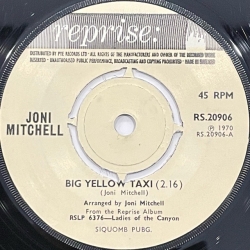 reprise:
DISTRIBUTED BY PYE RECORDS LTD · ALL RIGHTS OF THE MANUFACTURERS AND OWNER OF THE RECORDED WORK RESERVED · UNAUTHORISED PUBLIC PERFORMANCE, BROADCASTING AND COPYING PROHIBITED · MADE IN ENGLAND
45 RPM
JONI
MITCHELL
RS.20906
(P) 1970
RS.20906-A
BIG YELLOW TAXI (2.16)
(Joni Mitchell)
Arranged by Joni Mitchell
From the Reprise Album
RSLP 6376—Ladies of the Canyon
SIQUOMB PUBG.